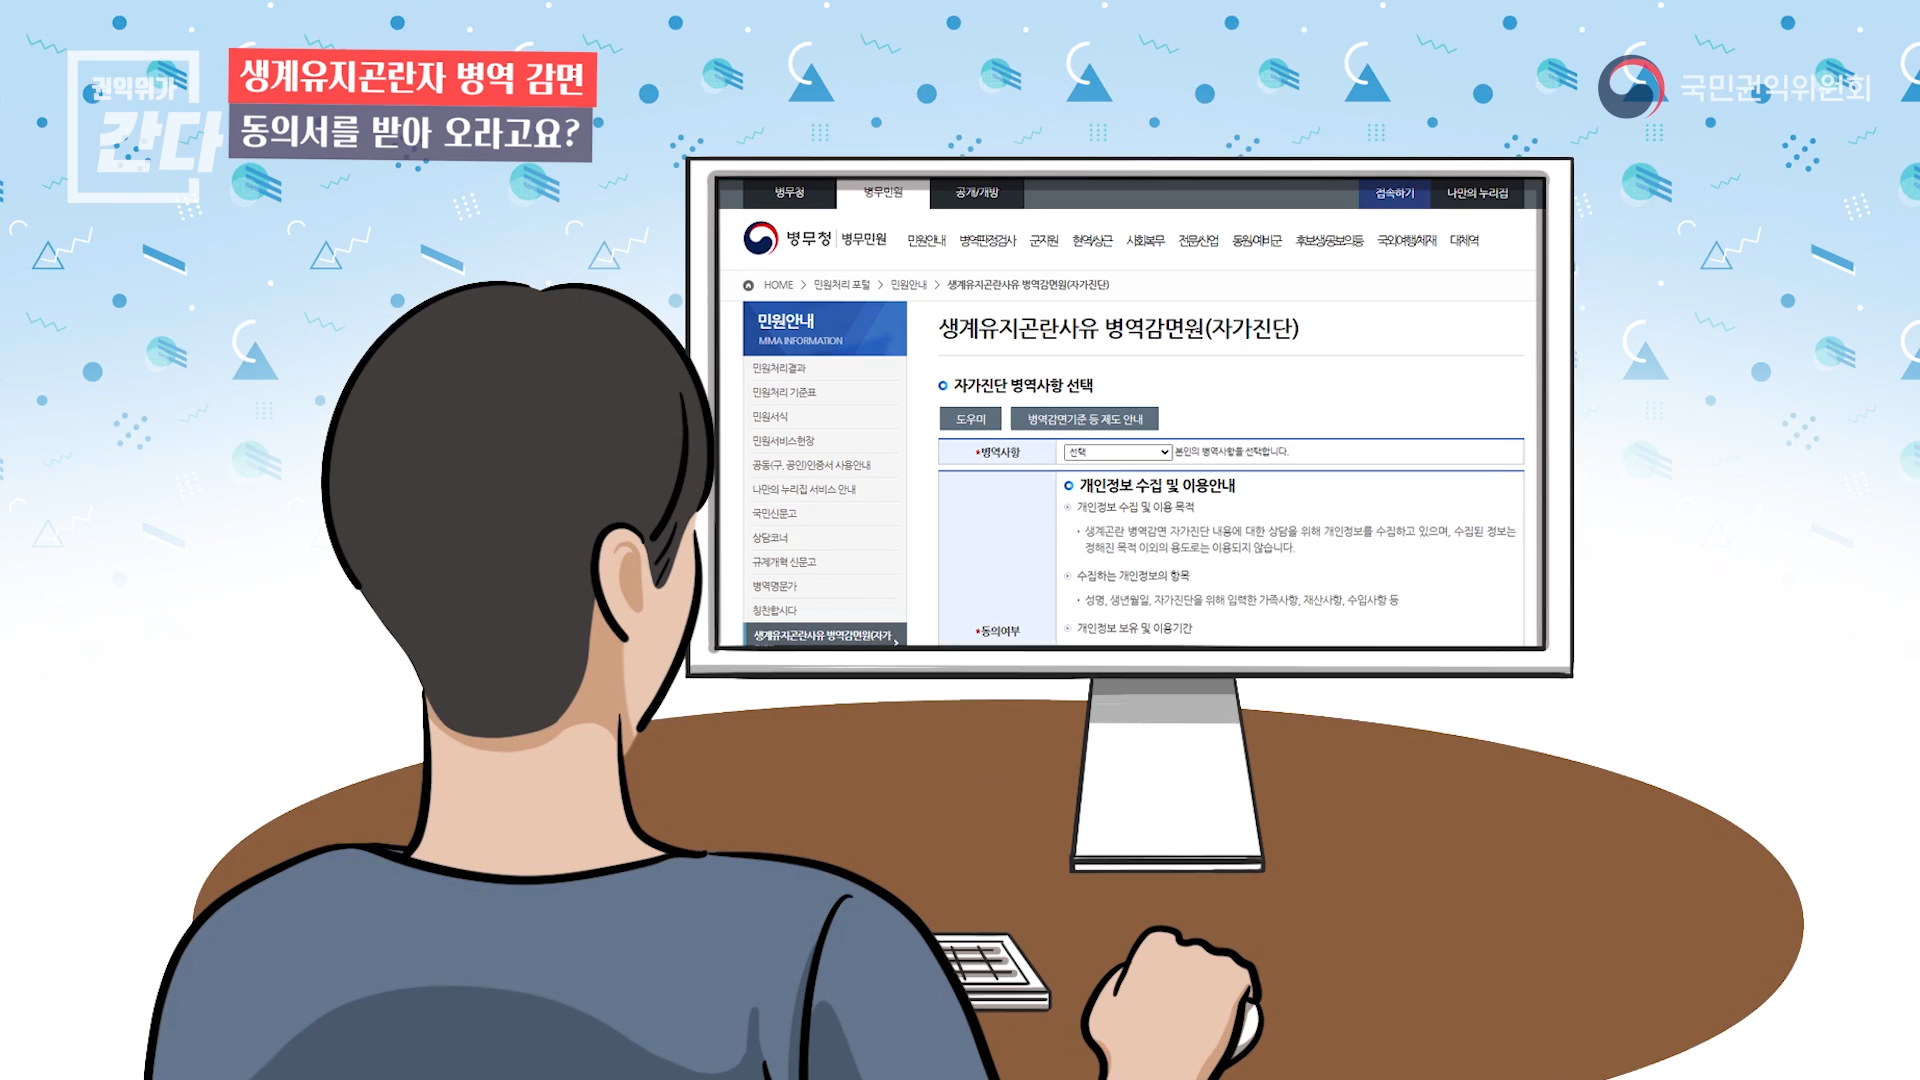 권익위가
간다
생계유지곤란자 병역 감면
동의서를 받아 오라고요?
국민권익위원회
병무청 병무민원 공개/개방 접속하기 나만의 누리집
병무청 병무민원 민원안내 병역판정검사 군지원 현역/상근 사회복무 전문/산업 동원/예비군 후보생/공보의등 국외여행/체재 대체역
HOME > 민원처리 포털 > 민원안내 > 생계유지곤란사유 병역감면원(자가진단)
민원안내
MMA INFORMATION
민원처리결과
민원처리 기준표
민원서식
민원서비스헌장
공동(구, 공인)인증서 사용안내
나만의 누리집 서비스 안내
국민신문고
상담코너
규제개혁 신문고
병역명문가
칭찬합시다
생계유지곤란사유 병역감면원(자가
생계유지곤란사유 병역감면원(자가진단)
자가진단 병역사항 선택
도우미 병역감면기준 등 제도 안내
*병역사항 선택 본인의 병역사항을 선택합니다.
개인정보 수집 및 이용안내
개인정보 수집 및 이용 목적
생계곤란 병역감면 자가진단 내용에 대한 상담을 위해 개인정보를 수집하고 있으며, 수집된 정보는
정해진 목적 이외의 용도로는 이용되지 않습니다.
수집하는 개인정보의 항목
성명, 생년월일, 자가진단을 위해 입력한 가족사항, 재산사항, 수입사항 등
*동의여부 개인정보 보유 및 이용기간